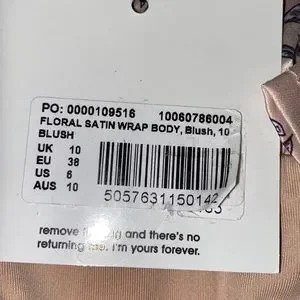 PO: 0000109516 10060786004
FLORAL SATIN WRAP BODY, Blush, 10
BLUSH
UK 10
EU 38
US 6
AUS 10
5057631150142
remove and there's no
returning me. I'm yours forever.